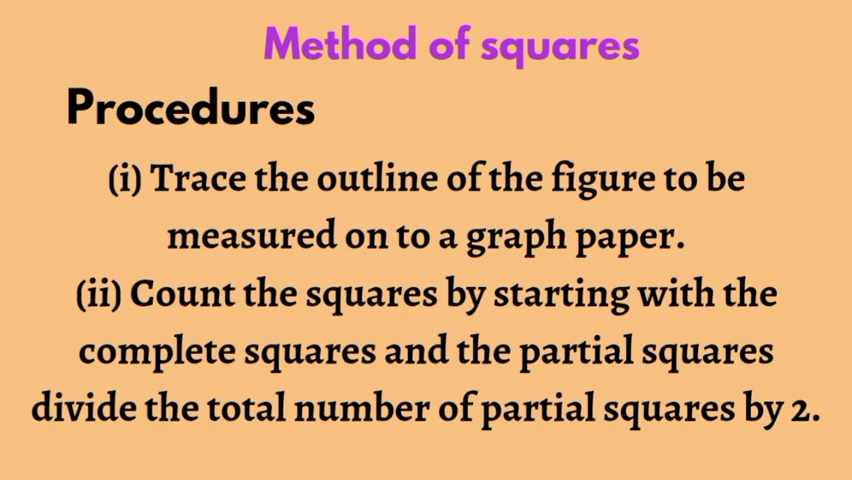 Method of squares
Procedures
(i) Trace the outline of the figure to be
measured on to a graph paper.
(ii) Count the squares by starting with the
complete squares and the partial squares
divide the total number of partial squares by 2.